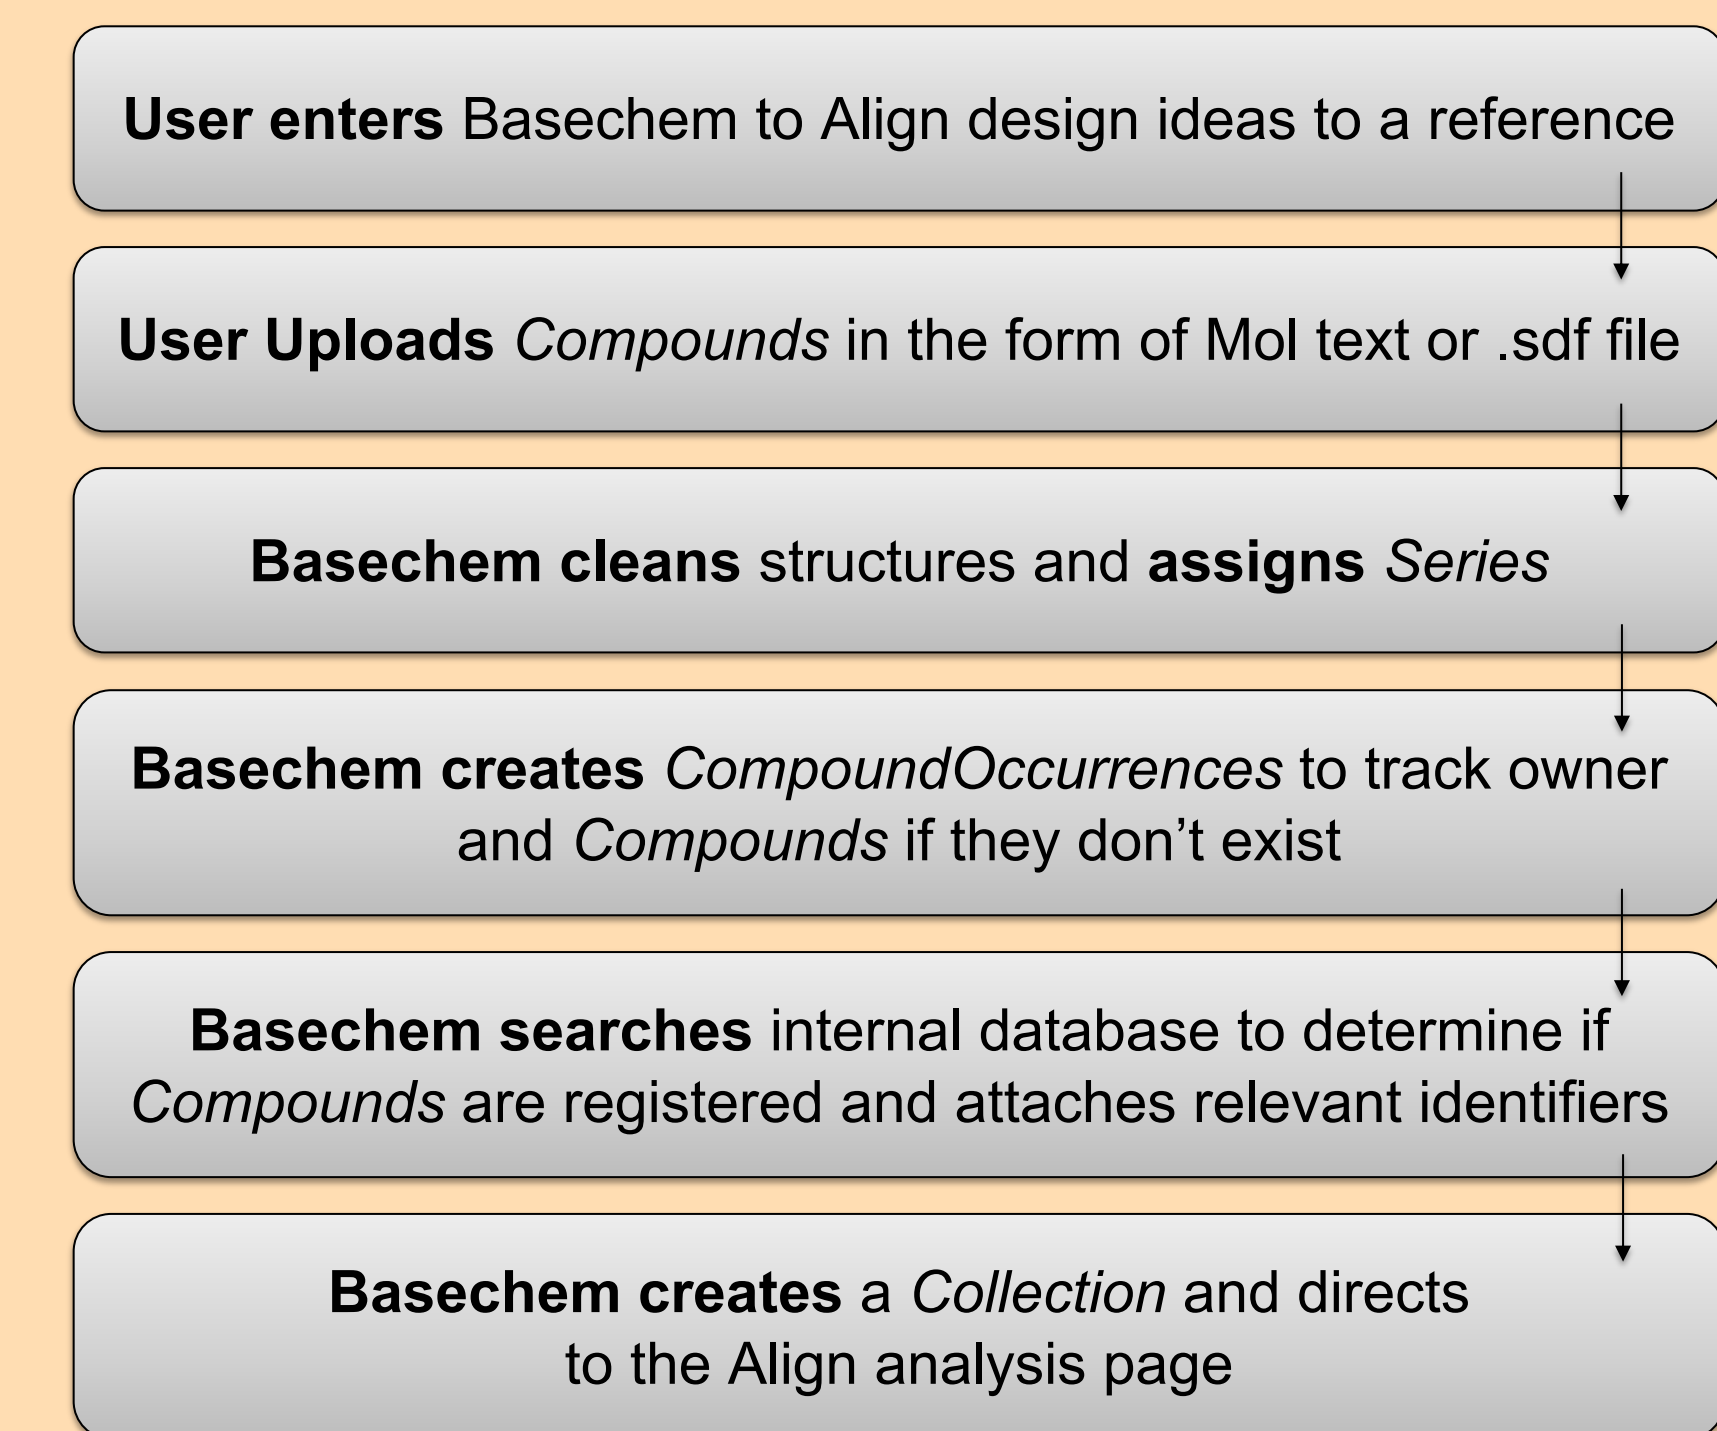 User enters Basechem to Align design ideas to a reference
User Uploads Compounds in the form of Mol text or .sdf file
Basechem cleans structures and assigns Series
Basechem creates CompoundOccurrences to track owner
and Compounds if they don’t exist
Basechem searches internal database to determine if
Compounds are registered and attaches relevant identifiers
Basechem creates a Collection and directs
to the Align analysis page